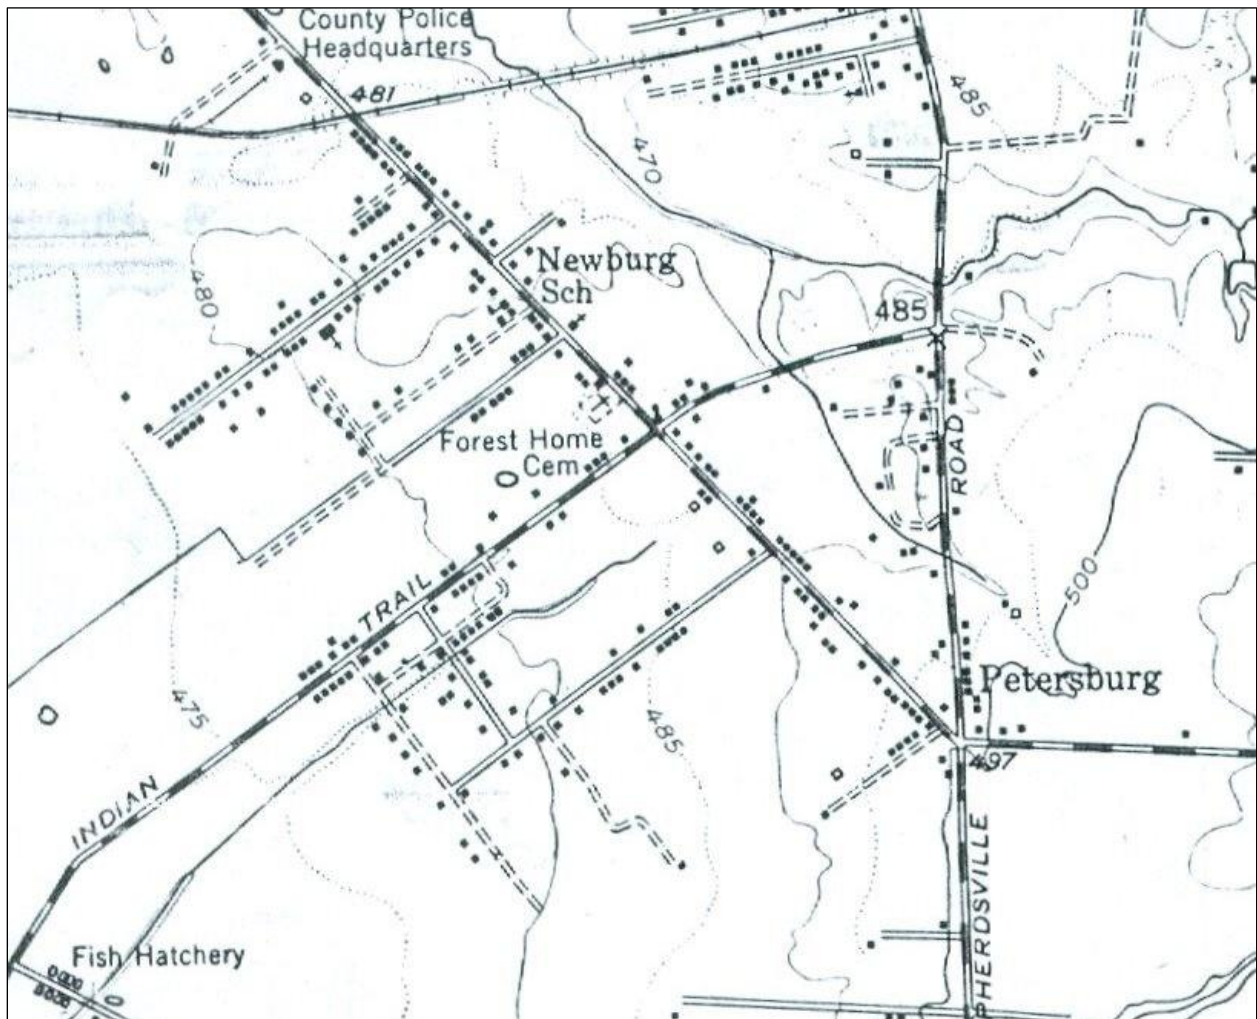 County Police
Headquarters
481
485
470
Newburg
Sch
480
485
ROAD
Forest Home
Cem
500
TRAIL
Petersburg
475
485
497
INDIAN
PHERDSVILLE
Fish Hatchery